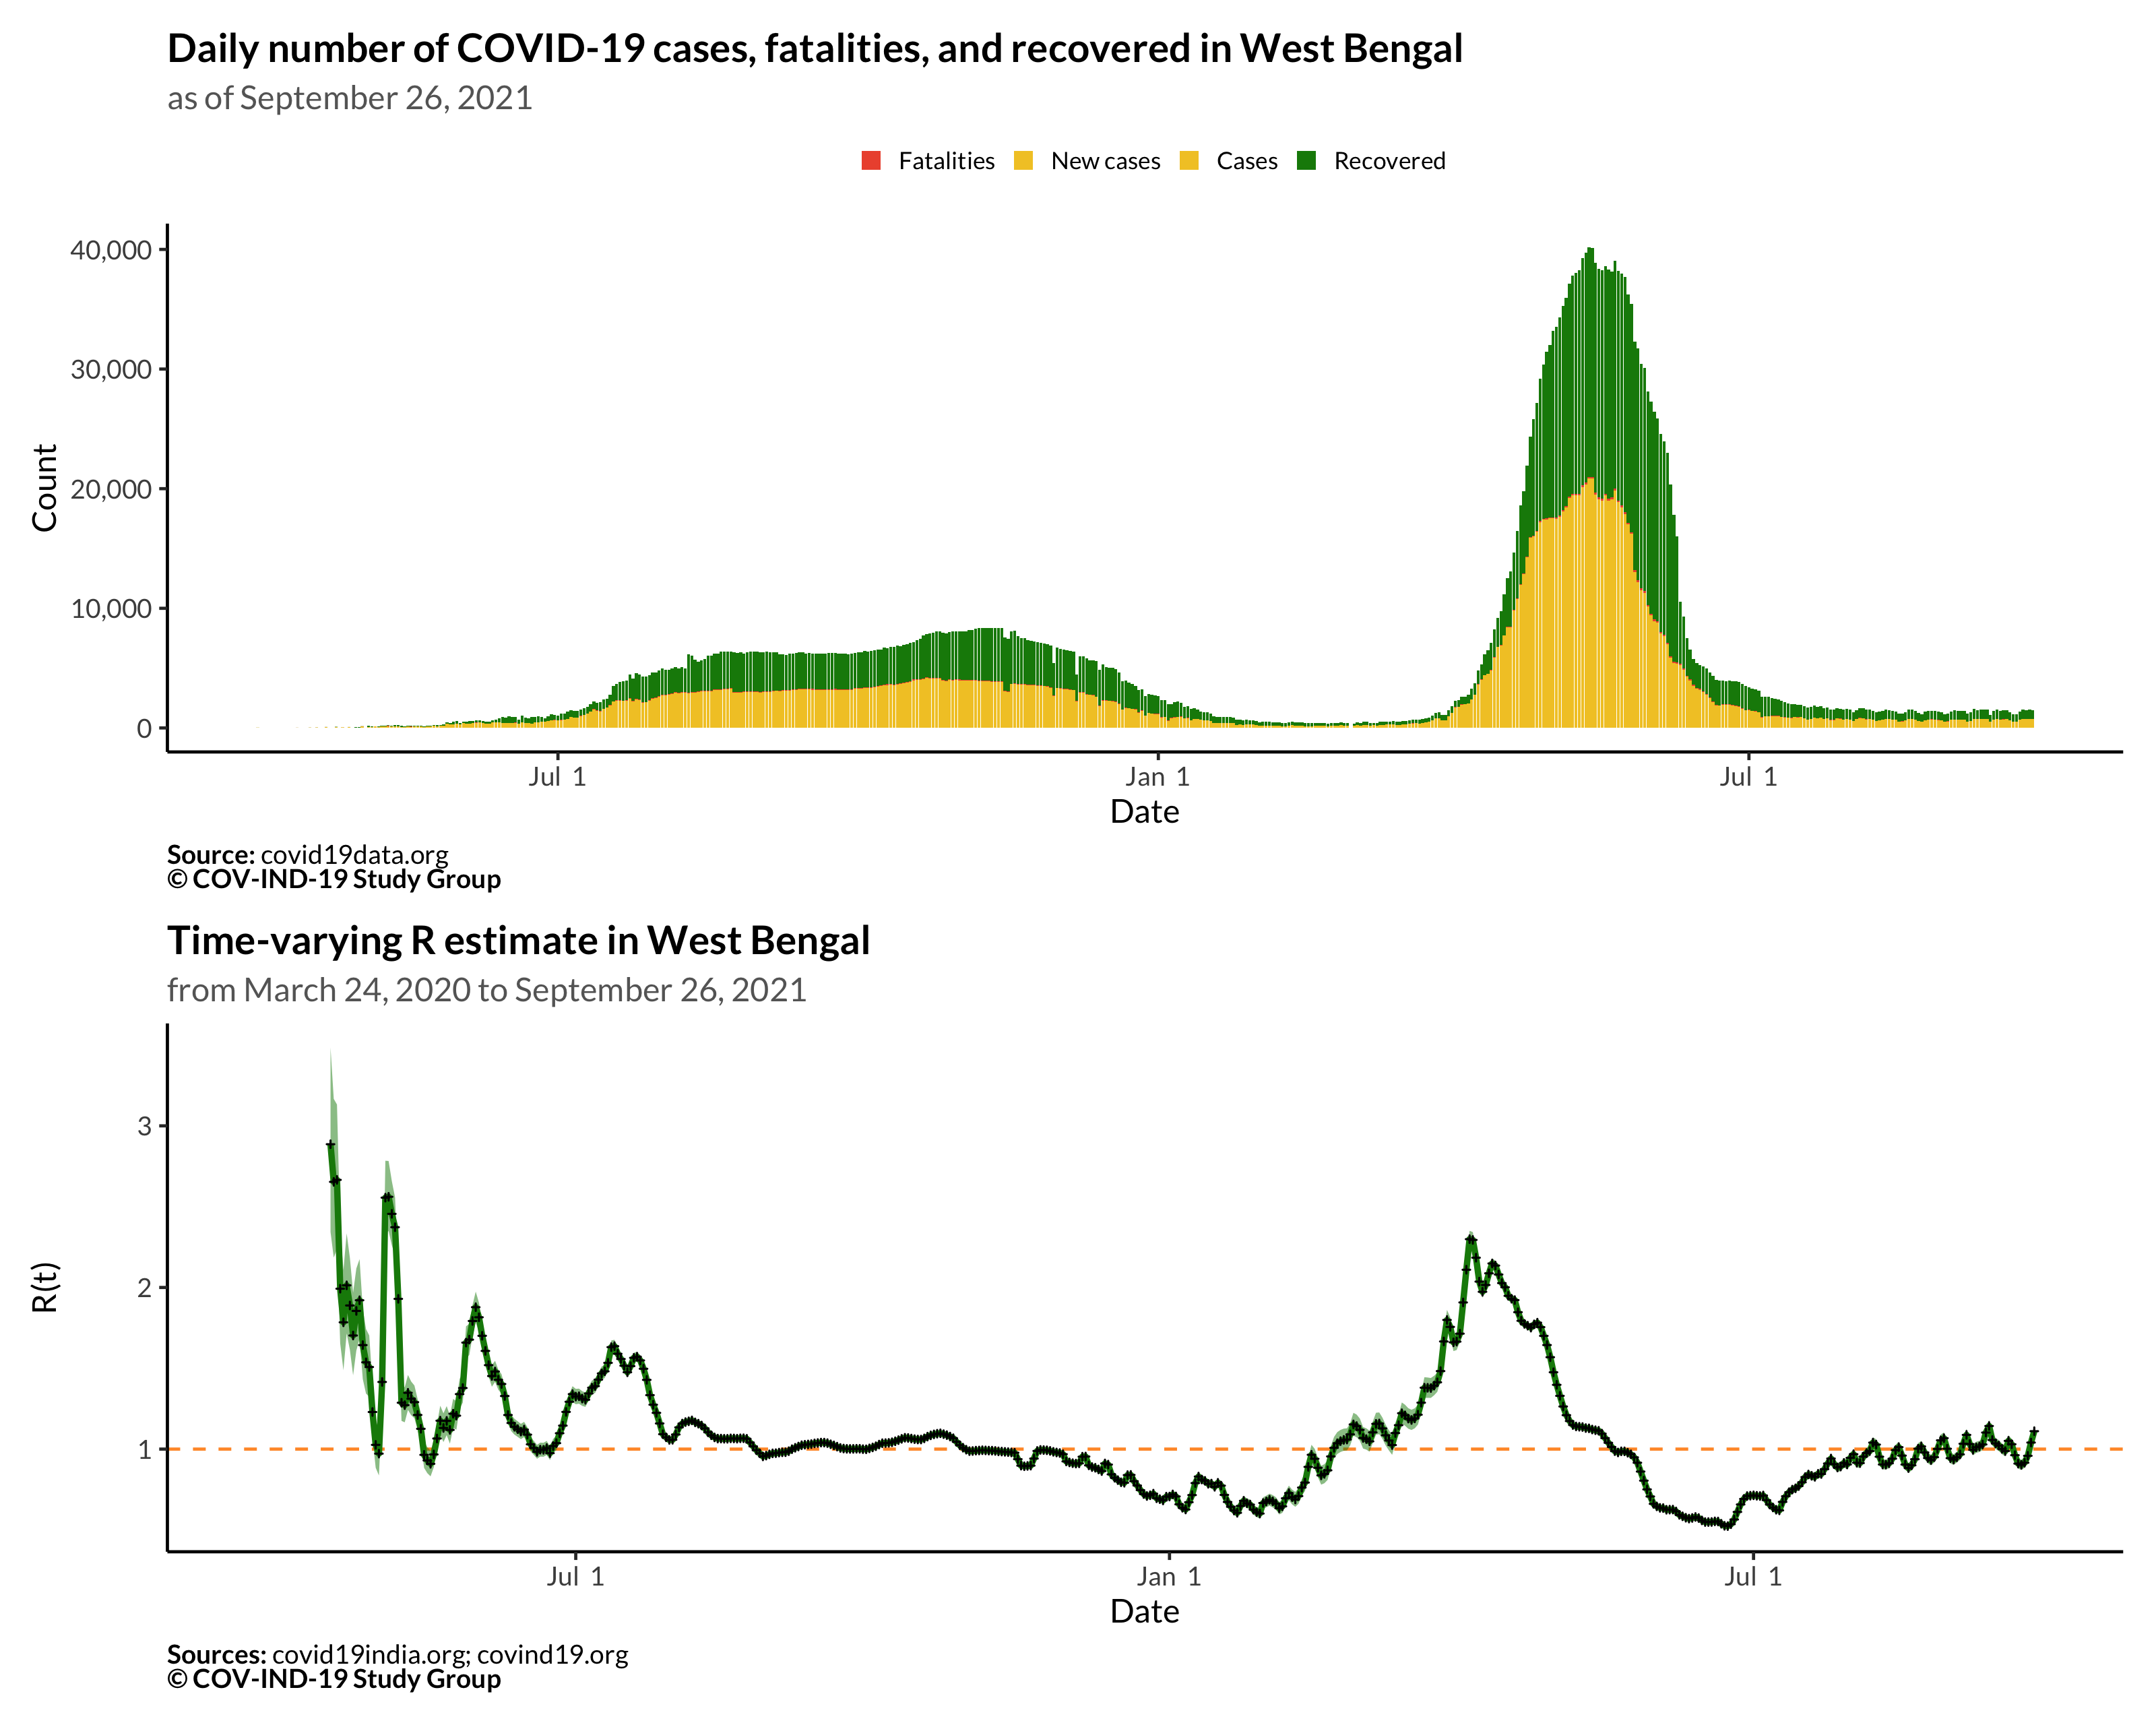 Daily number of COVID-19 cases, fatalities, and recovered in West Bengal
as of September 26, 2021
Fatalities New cases Cases Recovered
Count
40,000
30,000
20,000
10,000
0
Jul 1 Jan 1 Jul 1
Date
Source: covid19data.org
© COV-IND-19 Study Group
Time-varying R estimate in West Bengal
from March 24, 2020 to September 26, 2021
R(t)
3
2
1
Jul 1 Jan 1 Jul 1
Date
Sources: covid19india.org; covind19.org
© COV-IND-19 Study Group